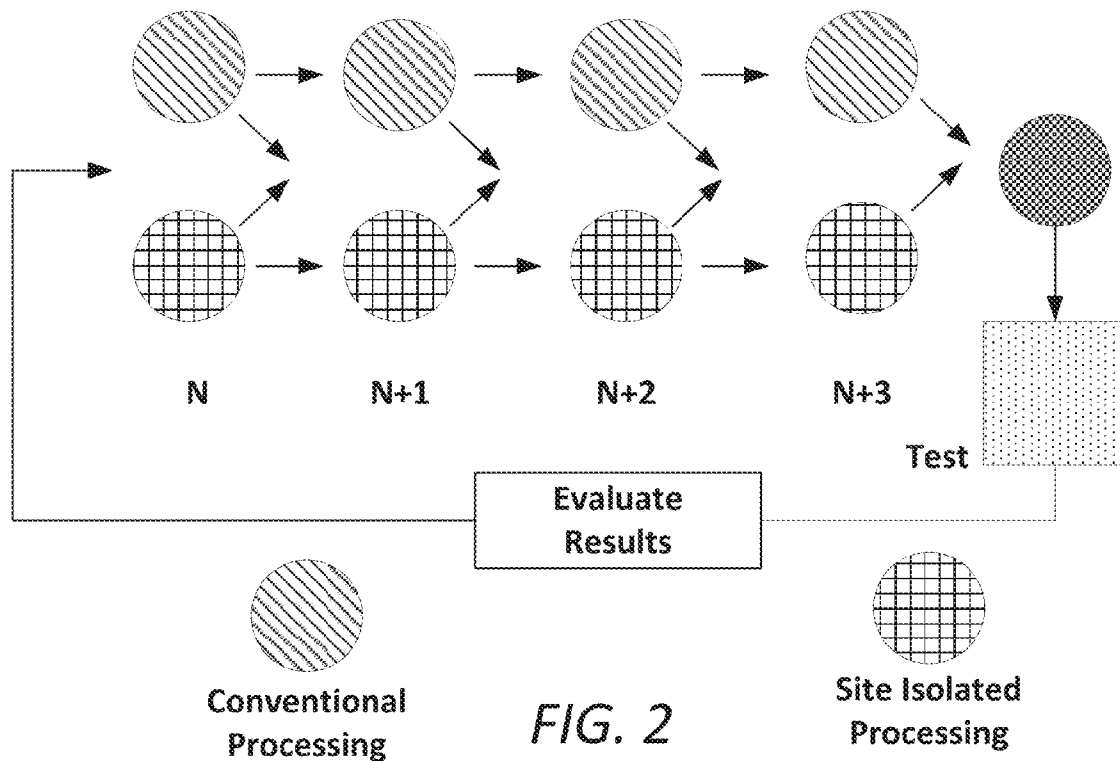 N
N+1
N+2
N+3
Test
Evaluate
Results
Conventional
Processing
Site Isolated
Processing
FIG. 2